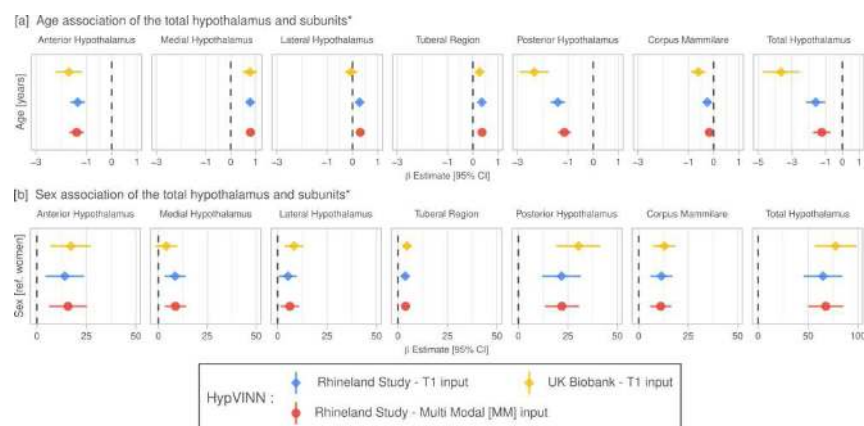 [a] Age association of the total hypothalamus and subunits*
Anterior Hypothalamus Medial Hypothalamus Lateral Hypothalamus Tuberal Region Posterior Hypothalamus Corpus Mammilare Total Hypothalamus
Age [years]
-3 -1 0 1 -3 -1 0 1 -3 -1 0 1 -3 -1 0 1 -3 -1 0 1 -3 -1 0 1 -5 -3 -1 0 1
β Estimate [95% CI]
[b] Sex association of the total hypothalamus and subunits*
Anterior Hypothalamus Medial Hypothalamus Lateral Hypothalamus Tuberal Region Posterior Hypothalamus Corpus Mammilare Total Hypothalamus
Sex [ref. women]
0 25 50 0 25 50 0 25 50 0 25 50 0 25 50 0 25 50 0 50 100
β Estimate [95% CI]
HypVINN :
Rhineland Study - T1 input
UK Biobank - T1 input
Rhineland Study - Multi Modal [MM] input